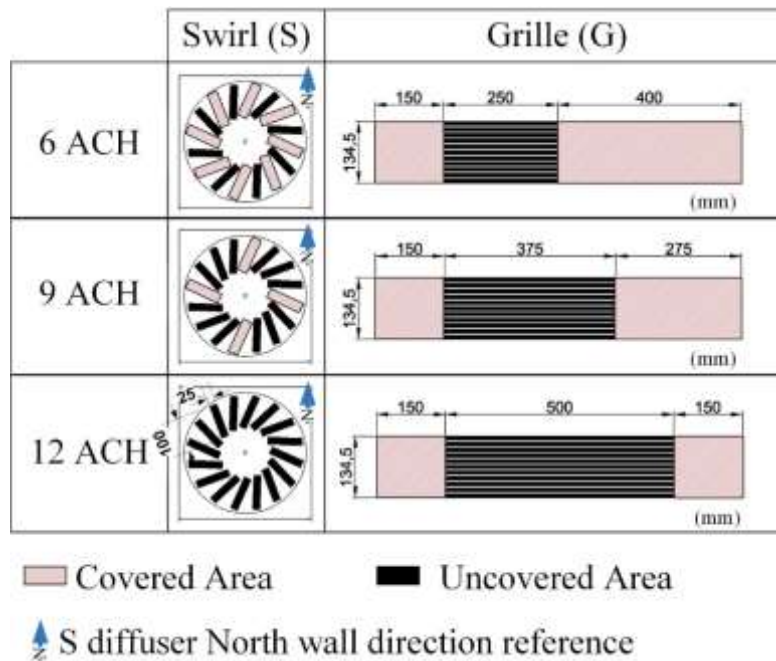 Swirl (S) Grille (G)
6 ACH
N
150 250 400
134,5
(mm)
9 ACH
N
150 375 275
134,5
(mm)
12 ACH
25
100
N
150 500 150
134,5
(mm)
Covered Area Uncovered Area
N S diffuser North wall direction reference